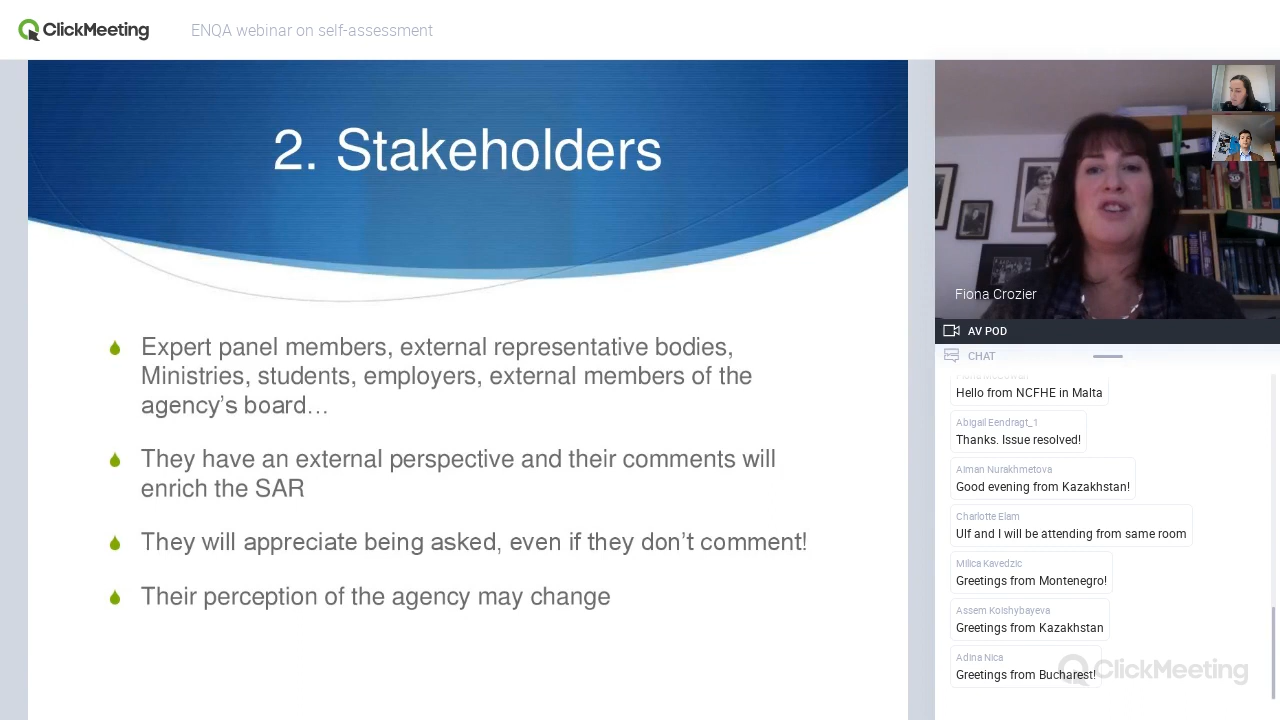 ClickMeeting
ENQA webinar on self-assessment
2. Stakeholders
Expert panel members, external representative bodies,
Ministries, students, employers, external members of the
agency’s board…
They have an external perspective and their comments will
enrich the SAR
They will appreciate being asked, even if they don’t comment!
Their perception of the agency may change
Fiona Crozier
AV POD
CHAT
Hello from NCFHE in Malta
Abigail Eendragt_1
Thanks. Issue resolved!
Aiman Nurakhmetova
Good evening from Kazakhstan!
Charlotte Elam
Ulf and I will be attending from same room
Milica Kavedzic
Greetings from Montenegro!
Assem Koishybayeva
Greetings from Kazakhstan
Adina Nica
Greetings from Bucharest!
ClickMeeting